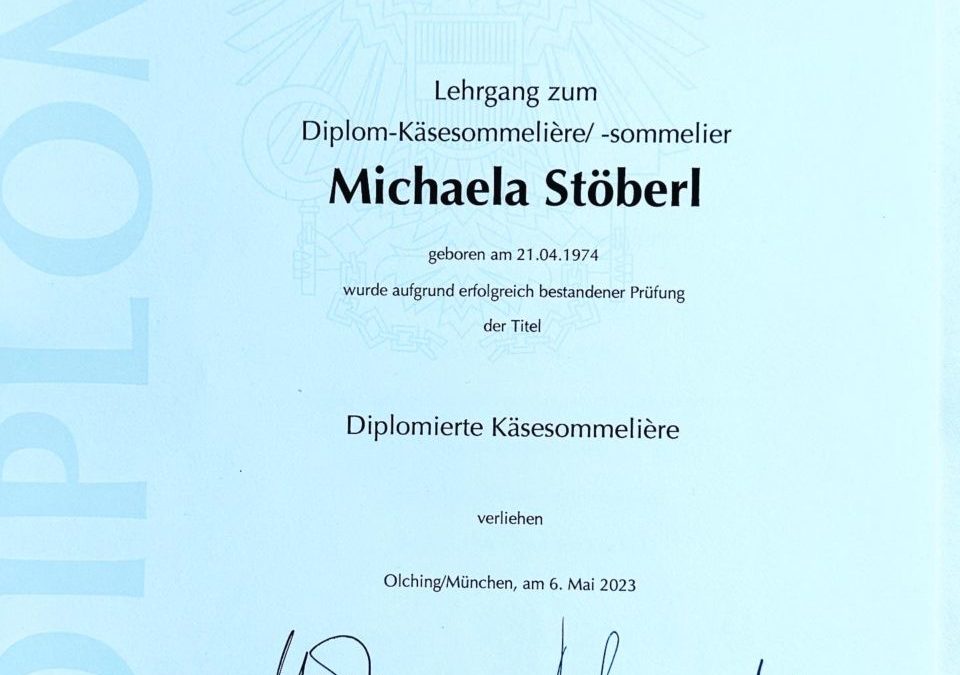 DIPLOM
Lehrgang zum
Diplom-Käsesommelière/ -sommelier
Michaela Stöberl
geboren am 21.04.1974
wurde aufgrund erfolgreich bestandener Prüfung
der Titel
Diplomierte Käsesommelière
verliehen
Olching/München, am 6. Mai 2023